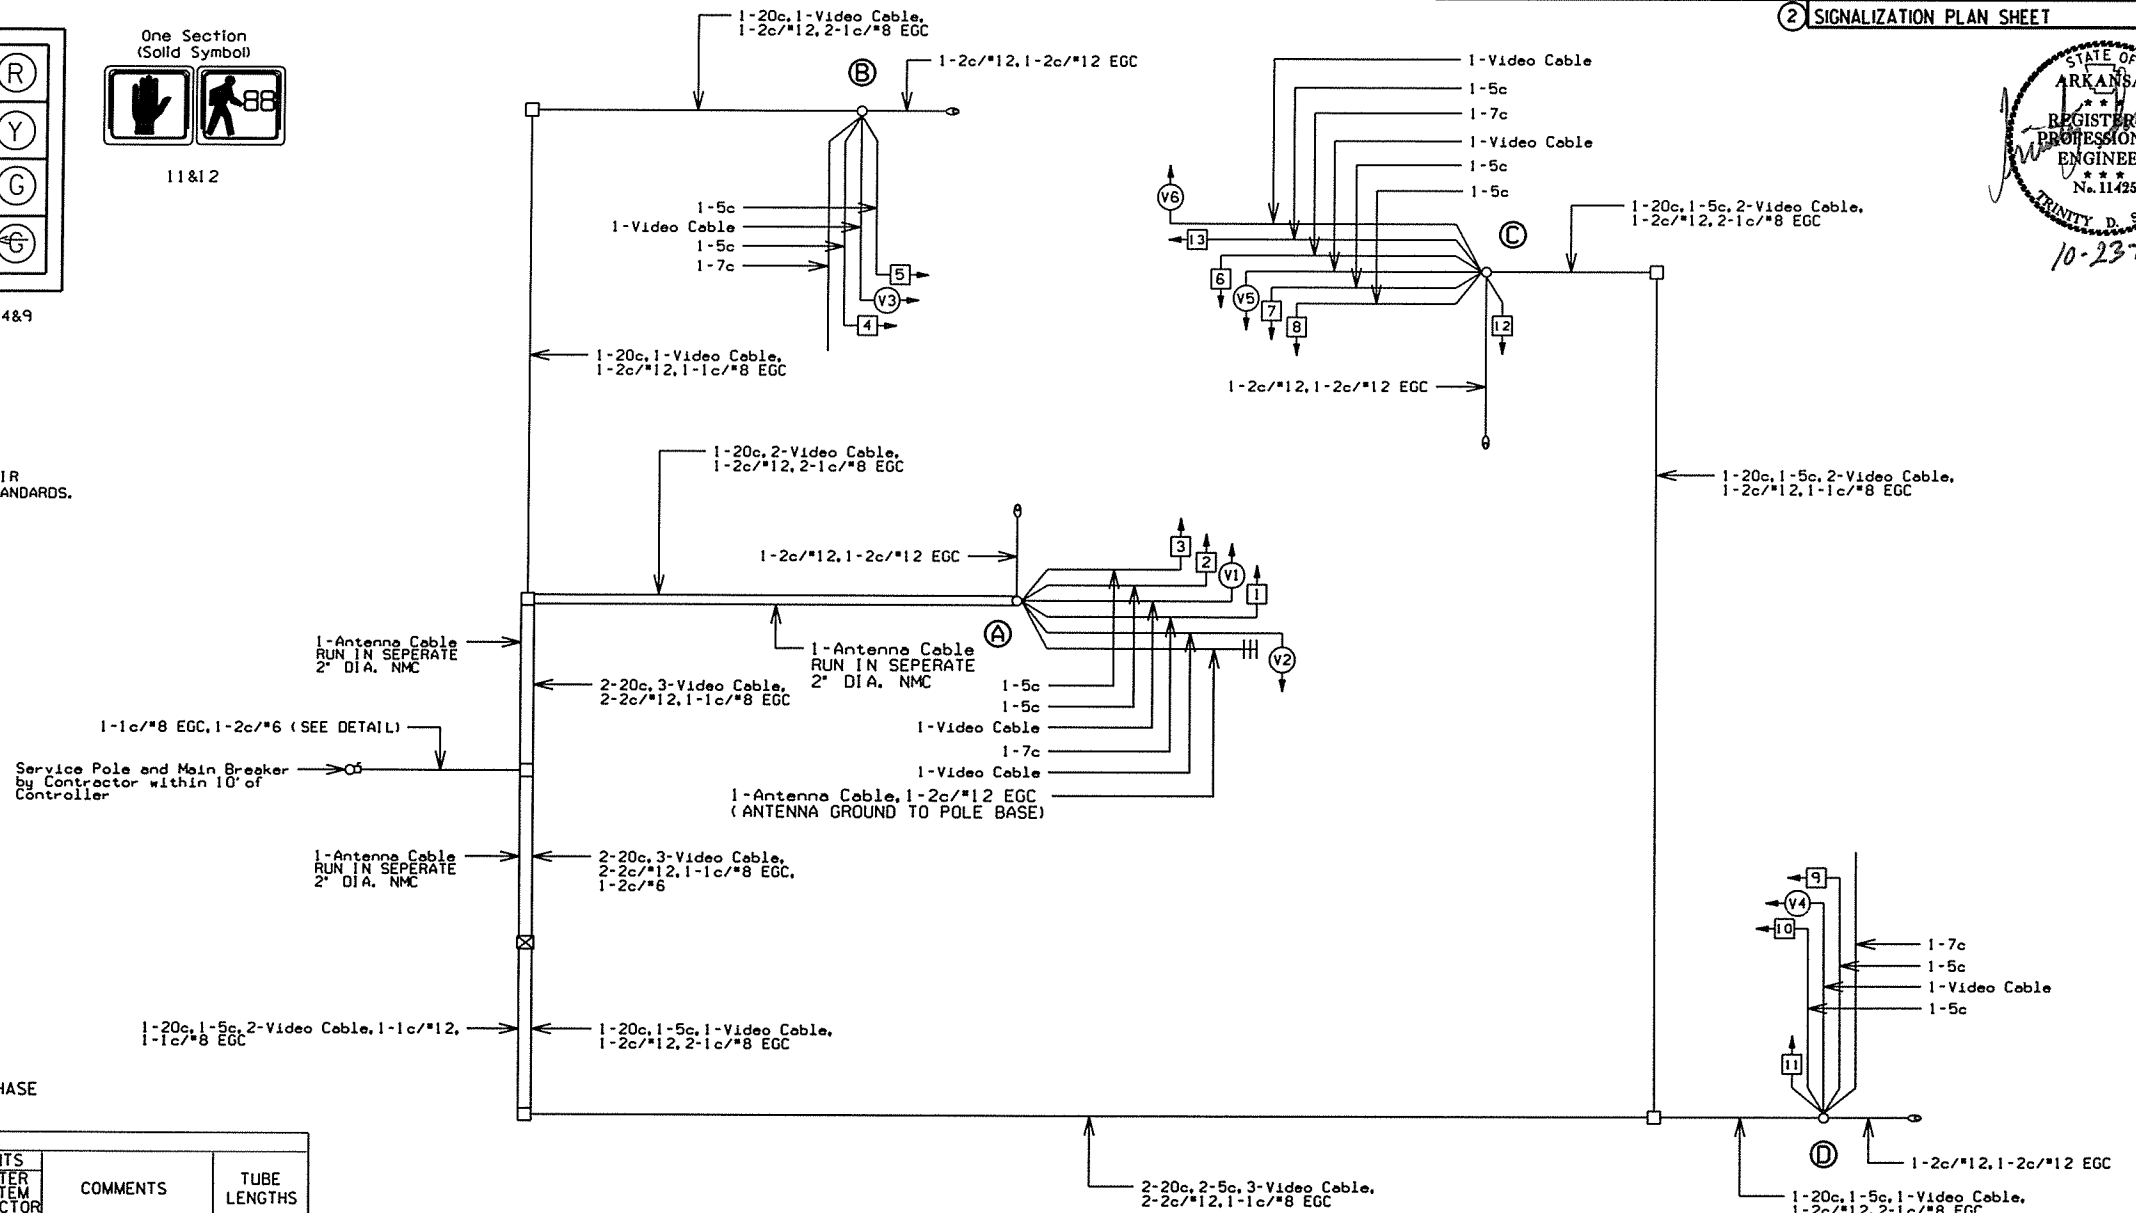 1-20c,1-Video Cable,
1-2c/#12,2-1c/#8 EGC
2 SIGNALIZATION PLAN SHEET
One Section
(Solid Symbol)
R
Y
G
G
88
11&12
4&9
B
1-2c/#12,1-2c/#12 EGC
1-5c
1-Video Cable
1-5c
1-7c
5
V3
4
1-20c,1-Video Cable,
1-2c/#12,1-1c/#8 EGC
1-Video Cable
1-5c
1-7c
1-Video Cable
1-5c
1-5c
V6
13
6
V5
7
8
12
C
1-20c,1-5c,2-Video Cable,
1-2c/#12,2-1c/#8 EGC
STATE OF
ARKANSA
REGISTER
PROFESSION
ENGINEE
No. 11425
TRINITY D. S
10-23
1-2c/#12,1-2c/#12 EGC
IR
ANDARDS.
1-20c,2-Video Cable,
1-2c/#12,2-1c/#8 EGC
1-20c,1-5c,2-Video Cable,
1-2c/#12,1-1c/#8 EGC
1-2c/#12,1-2c/#12 EGC
3
2
V1
1
V2
A
1-Antenna Cable
RUN IN SEPERATE
2" DIA. NMC
1-Antenna Cable
RUN IN SEPERATE
2" DIA. NMC
2-20c,3-Video Cable,
2-2c/#12,1-1c/#8 EGC
1-5c
1-5c
1-Video Cable
1-7c
1-Video Cable
1-Antenna Cable,1-2c/#12 EGC
(ANTENNA GROUND TO POLE BASE)
1-1c/#8 EGC,1-2c/#6 (SEE DETAIL)
Service Pole and Main Breaker
by Contractor within 10' of
Controller
1-Antenna Cable
RUN IN SEPERATE
2" DIA. NMC
2-20c,3-Video Cable,
2-2c/#12,1-1c/#8 EGC,
1-2c/#6
9
V4
10
11
1-7c
1-5c
1-Video Cable
1-5c
1-20c,1-5c,2-Video Cable,1-1c/#12,
1-1c/#8 EGC
1-20c,1-5c,1-Video Cable,
1-2c/#12,2-1c/#8 EGC
HASE
D
1-2c/#12,1-2c/#12 EGC
2-20c,2-5c,3-Video Cable,
2-2c/#12,1-1c/#8 EGC
1-20c,1-5c,1-Video Cable,
1-2c/#12,2-1c/#8 EGC
ITS
TER
TEM
CTOR
COMMENTS
TUBE
LENGTHS